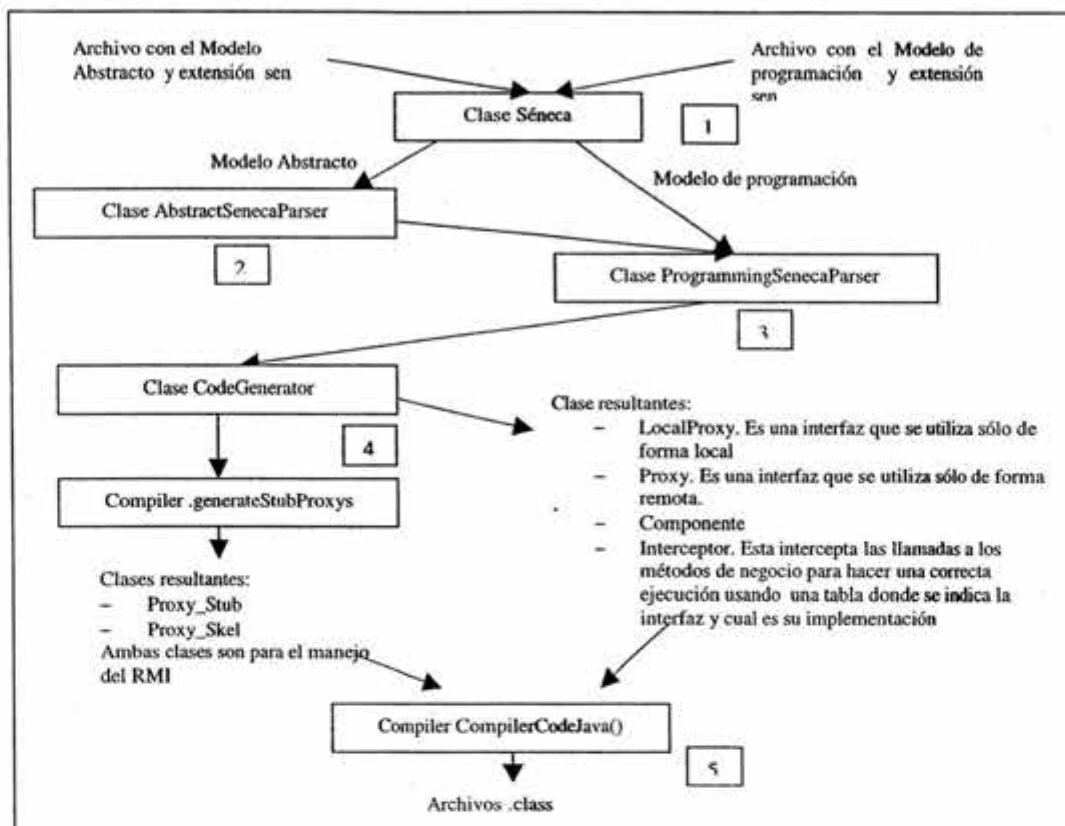 Archivo con el Modelo
Abstracto y extensión sen
Archivo con el Modelo de
programación y extensión
sen
Clase Séneca
1
Modelo Abstracto
Modelo de programación
Clase AbstractSenecaParser
2
Clase ProgrammingSenecaParser
3
Clase CodeGenerator
4
Compiler .generateStubProxys
Clase resultantes:
– LocalProxy. Es una interfaz que se utiliza sólo de
forma local
– Proxy. Es una interfaz que se utiliza sólo de forma
remota.
– Componente
– Interceptor. Esta intercepta las llamadas a los
métodos de negocio para hacer una correcta
ejecución usando una tabla donde se indica la
interfaz y cual es su implementación
Clases resultantes:
– Proxy_Stub
– Proxy_Skel
Ambas clases son para el manejo
del RMI
Compiler CompilerCodeJava()
5
Archivos .class